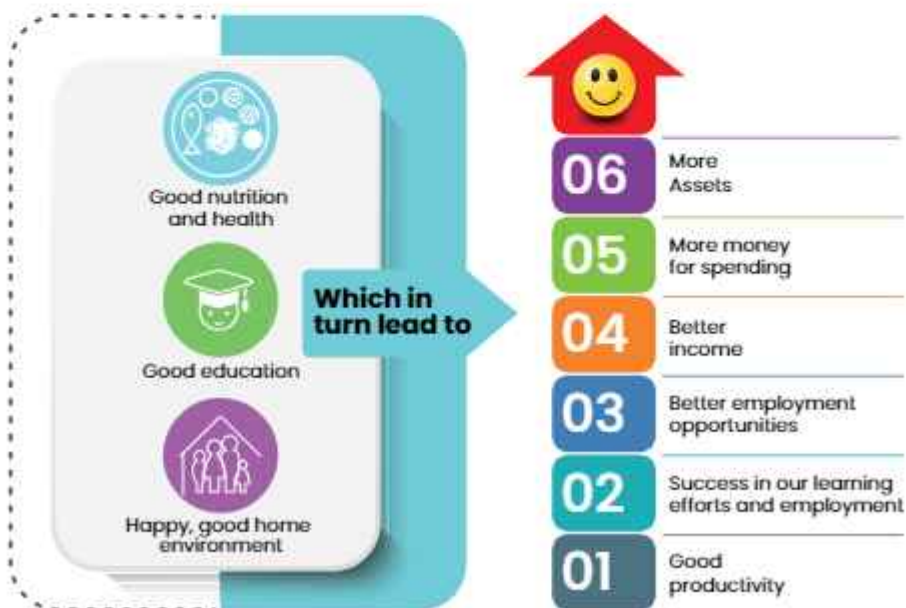 Good nutrition
and health
Good education
Happy, good home
environment
Which in
turn lead to
06
More
Assets
05
More money
for spending
04
Better
income
03
Better employment
opportunities
02
Success in our learning
efforts and employment
01
Good
productivity